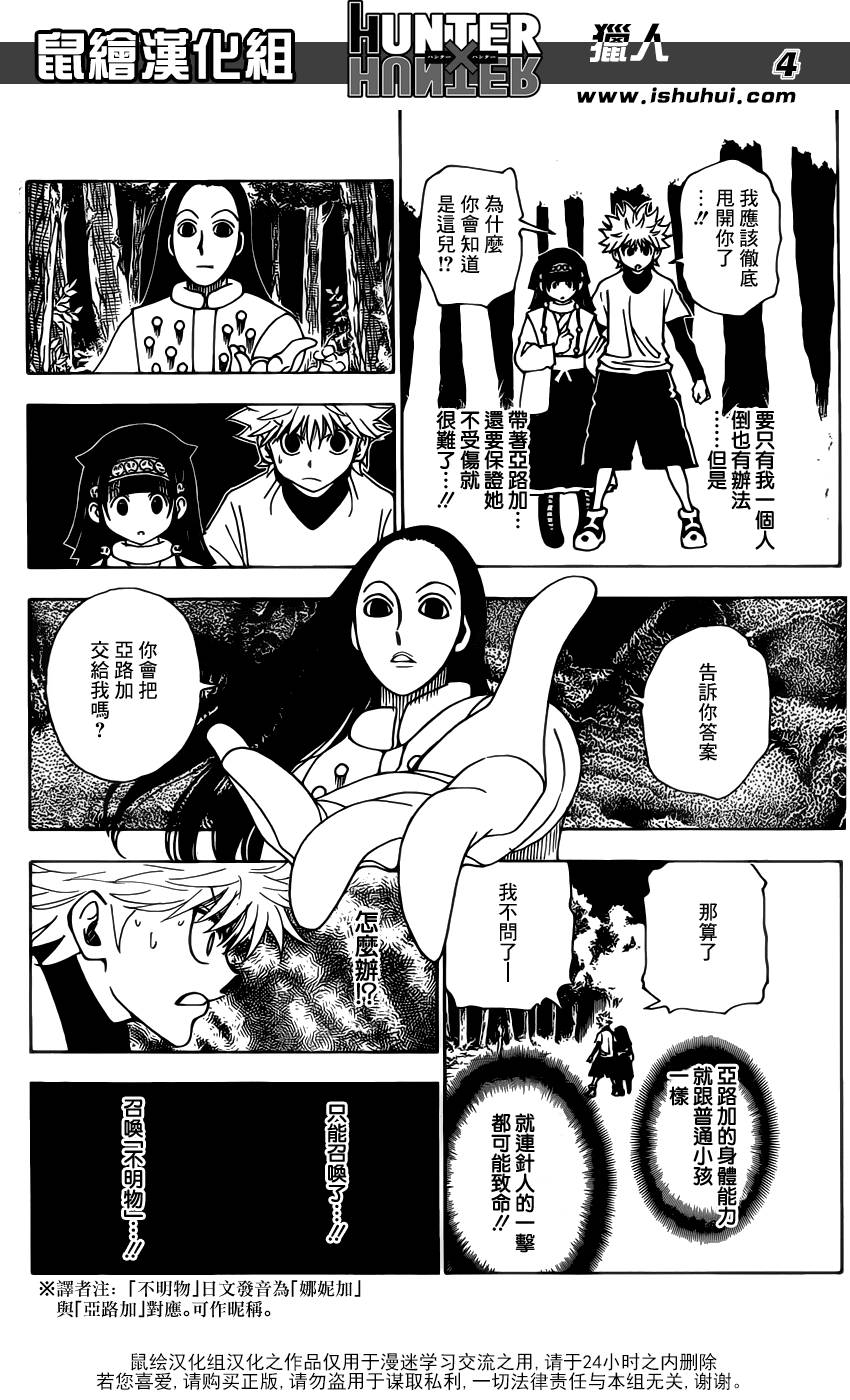 鼠繪漢化組
HUNTER
×
ハンター
ハンター
HUNTER
獵人
4
www.ishuhui.com
我應該徹底
甩開你了
…!!
為什麼
你會知道
是這兒!?
要只有我一個人
倒也有辦法
……但是
帶著亞路加…
還要保證她
不受傷就
很難了…!!
告訴你答案
你會把
亞路加
交給我嗎?
那算了
我不問了—
亞路加的身體能力
就跟普通小孩
一樣
就連針人的一擊
都可能致命!!
怎麼辦!?
只能召喚了…!!
召喚「不明物」…!!
※譯者注:「不明物」日文發音為「娜妮加」
與「亞路加」對應。可作昵稱。
鼠绘汉化组汉化之作品仅用于漫迷学习交流之用, 请于24小时之内删除
若您喜爱, 请购买正版, 请勿盗用于谋取私利, 一切法律责任与本组无关, 谢谢。